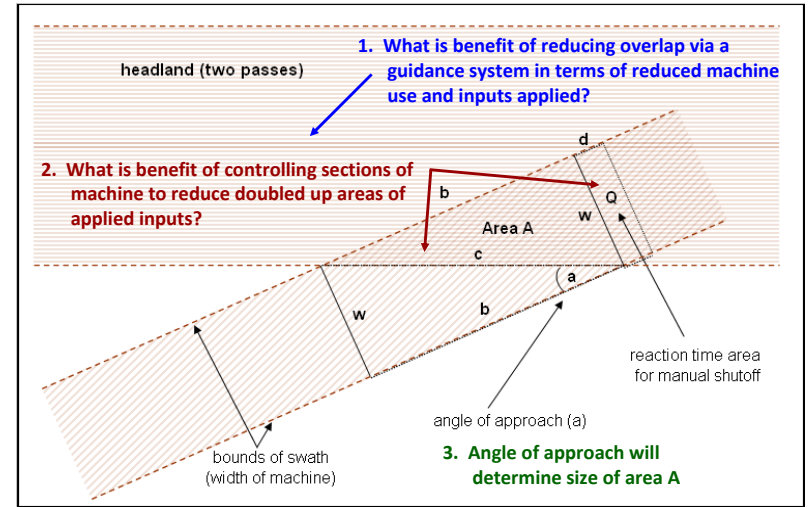 1. What is benefit of reducing overlap via a
guidance system in terms of reduced machine
use and inputs applied?
headland (two passes)
d
2. What is benefit of controlling sections of
machine to reduce doubled up areas of
applied inputs?
b
Q
w
Area A
c
a
w
b
reaction time area
for manual shutoff
angle of approach (a)
bounds of swath
(width of machine)
3. Angle of approach will
determine size of area A